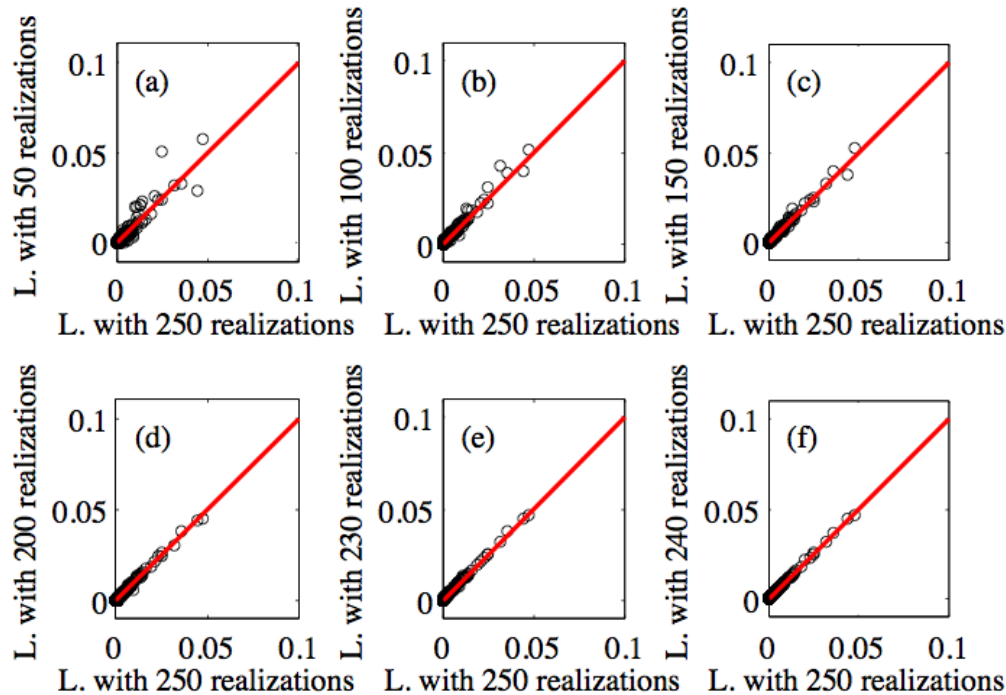 0.1
(a)
0.05
0
L. with 50 realizations
0 0.05 0.1
L. with 250 realizations
0.1
(b)
0.05
0
L. with 100 realizations
0 0.05 0.1
L. with 250 realizations
0.1
(c)
0.05
0
L. with 150 realizations
0 0.05 0.1
L. with 250 realizations
0.1
(d)
0.05
0
L. with 200 realizations
0 0.05 0.1
L. with 250 realizations
0.1
(e)
0.05
0
L. with 230 realizations
0 0.05 0.1
L. with 250 realizations
0.1
(f)
0.05
0
L. with 240 realizations
0 0.05 0.1
L. with 250 realizations